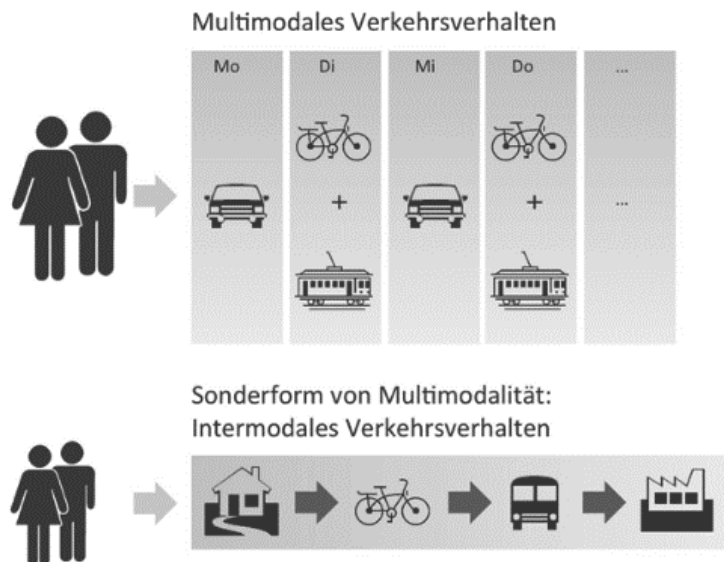 Multimodales Verkehrsverhalten
Mo Di Mi Do ...
+ + ...
Sonderform von Multimodalität:
Intermodales Verkehrsverhalten